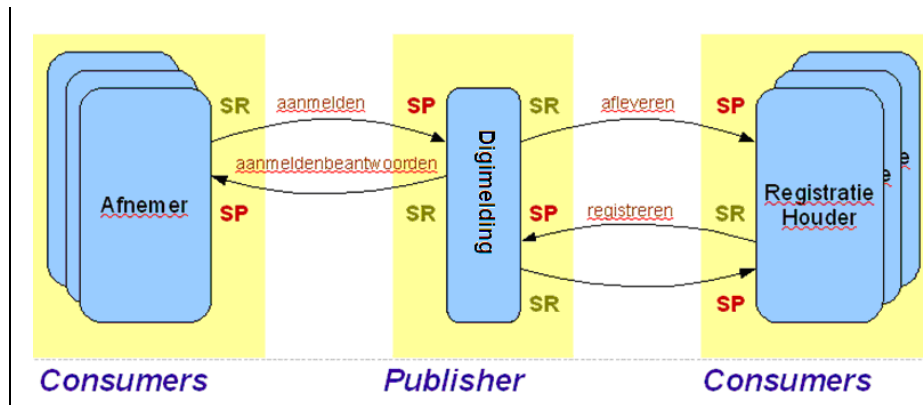 SR
aanmelden
SP
SR
afleveren
SP
aanmeldenbeantwoorden
Afnemer
Digimelding
Registratie
Houder
e
SP
SR
SP
registreren
SR
SR
SP
Consumers
Publisher
Consumers